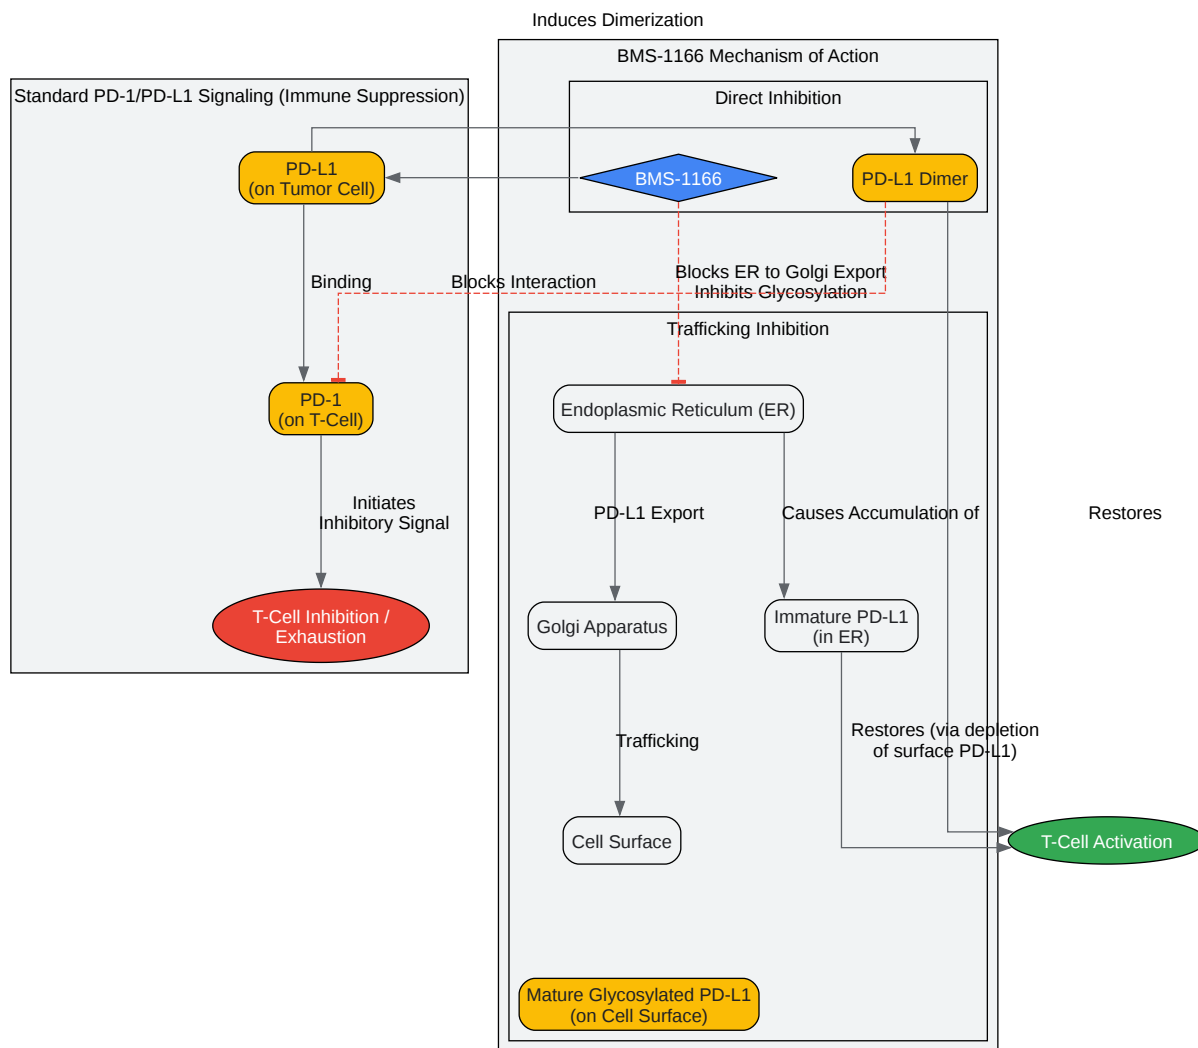 Induces Dimerization
BMS-1166 Mechanism of Action
Standard PD-1/PD-L1 Signaling (Immune Suppression)
Direct Inhibition
PD-L1
(on Tumor Cell)
BMS-1166
PD-L1 Dimer
Binding
Blocks Interaction
Blocks ER to Golgi Export
Inhibits Glycosylation
Trafficking Inhibition
PD-1
(on T-Cell)
Endoplasmic Reticulum (ER)
Initiates
Inhibitory Signal
PD-L1 Export
Causes Accumulation of
Restores
T-Cell Inhibition /
Exhaustion
Golgi Apparatus
Immature PD-L1
(in ER)
Trafficking
Restores (via depletion
of surface PD-L1)
Cell Surface
T-Cell Activation
Mature Glycosylated PD-L1
(on Cell Surface)